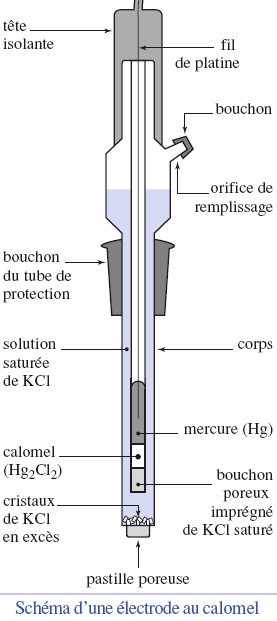 tête
isolante
fil
de platine
bouchon
orifice de
remplissage
bouchon
du tube de
protection
solution
saturée
de KCl
corps
mercure (Hg)
calomel
(Hg₂Cl₂)
bouchon
poreux
imprégné
de KCl saturé
cristaux
de KCl
en excès
pastille poreuse
Schéma d'une électrode au calomel